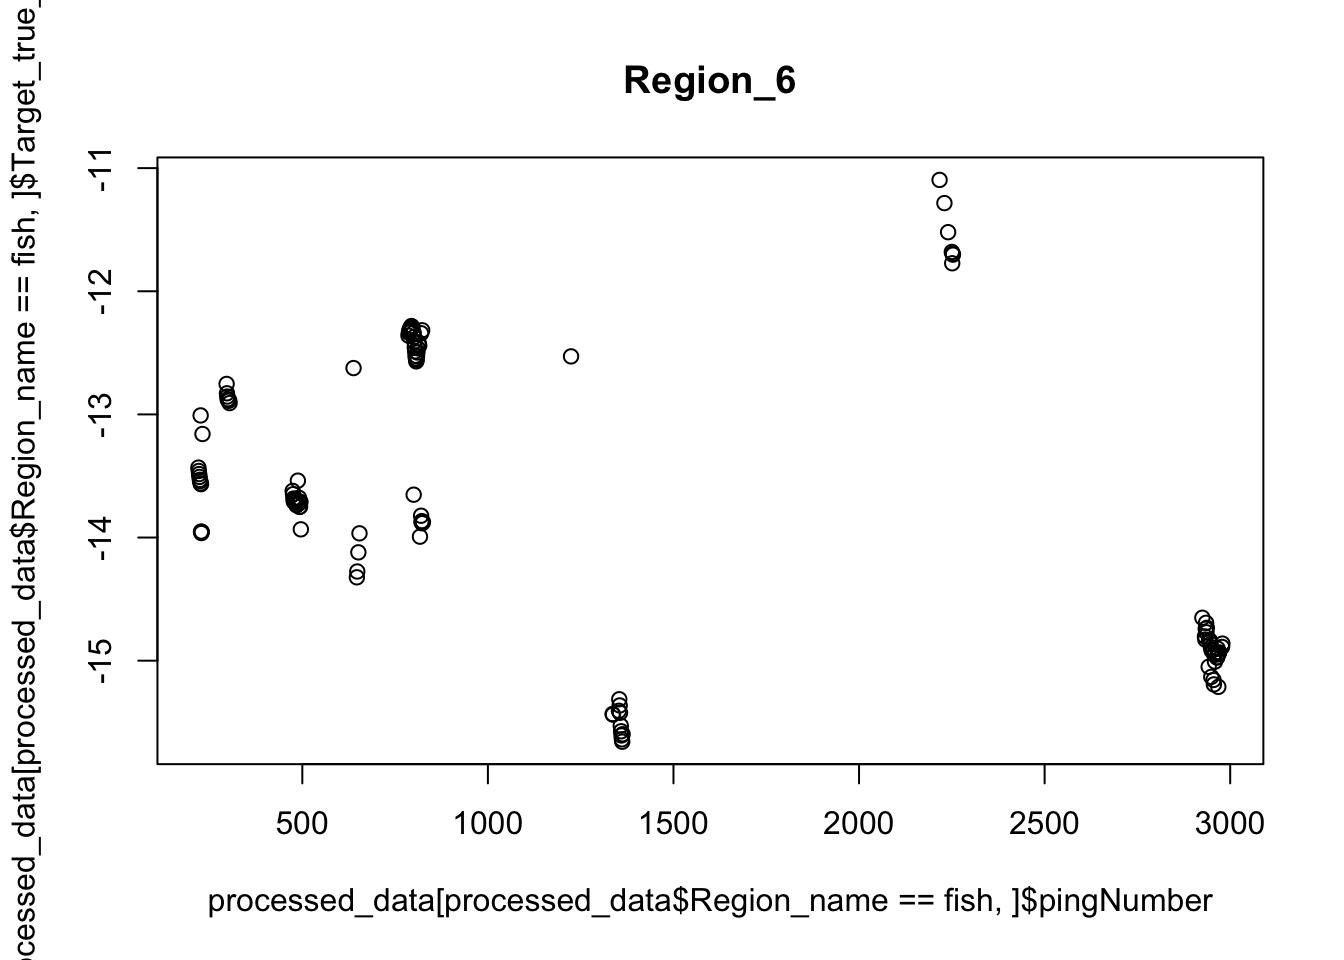 Region_6
ocessed_data[processed_data$Region_name == fish, ]$Target_true_
-11
-12
-13
-14
-15
500 1000 1500 2000 2500 3000
processed_data[processed_data$Region_name == fish, ]$pingNumber